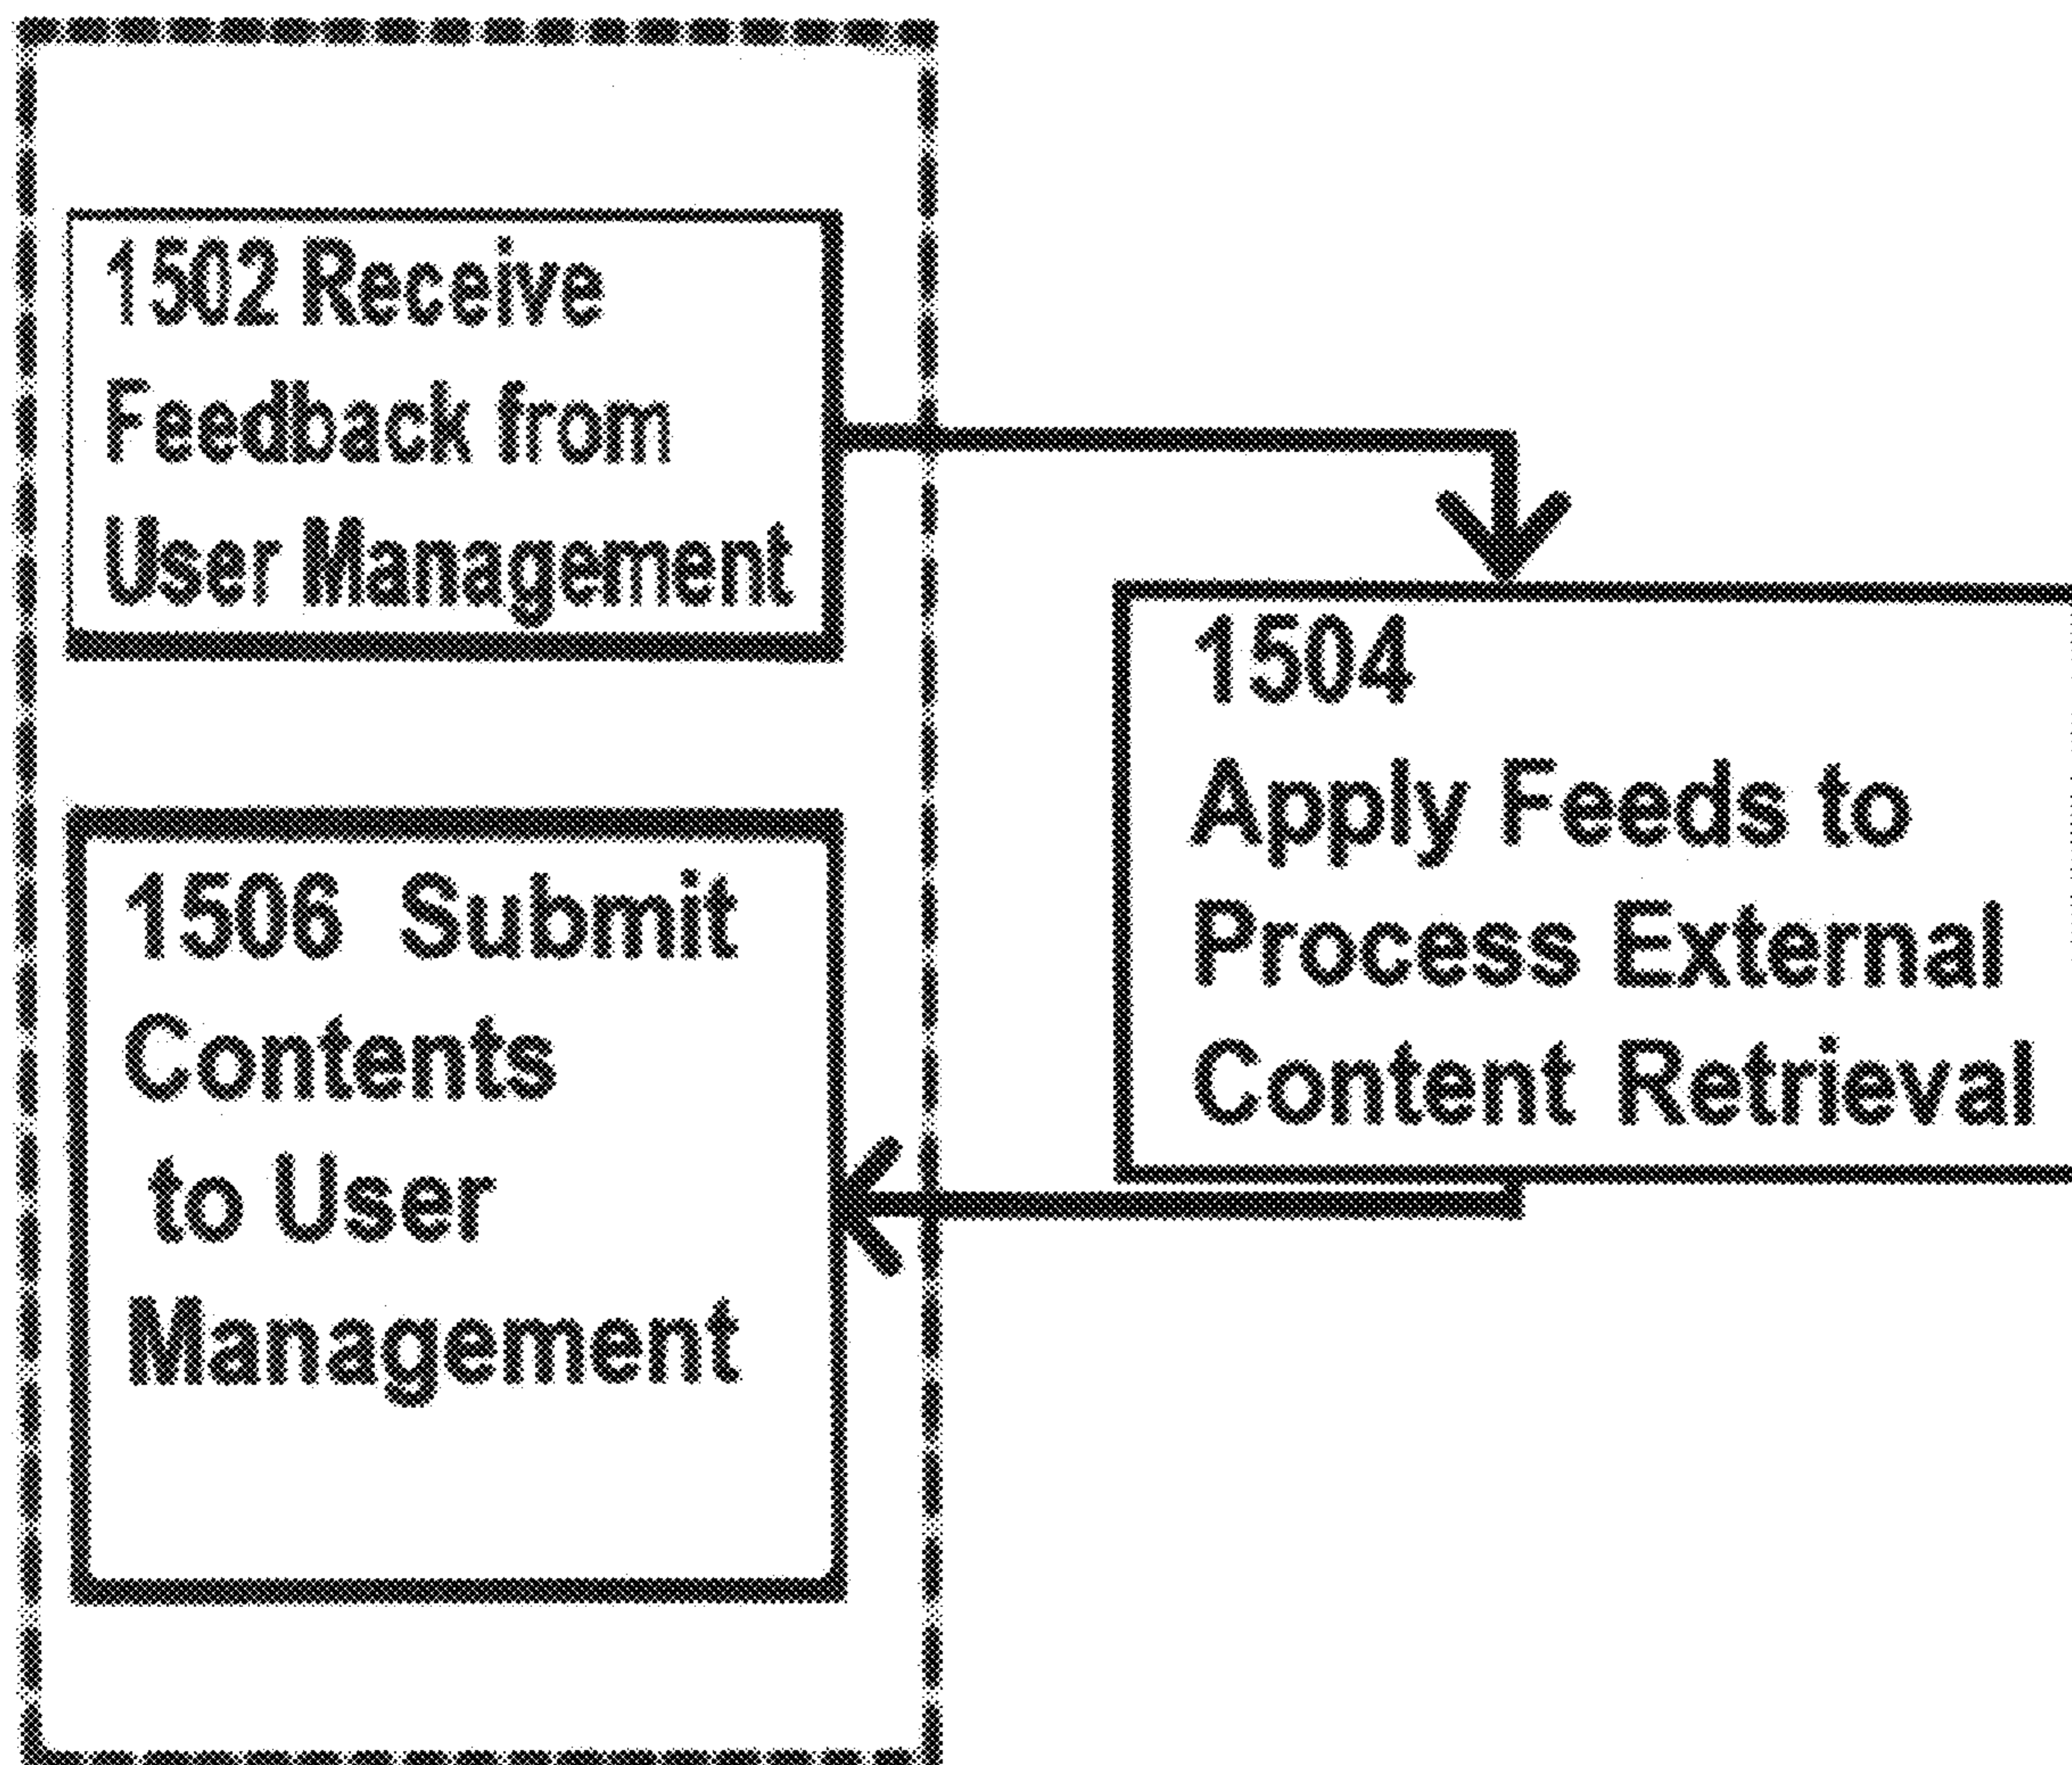 1502 Receive
Feedback from
User Management
1504
Apply Feeds to
Process External
Content Retrieval
1506 Submit
Contents
to User
Management